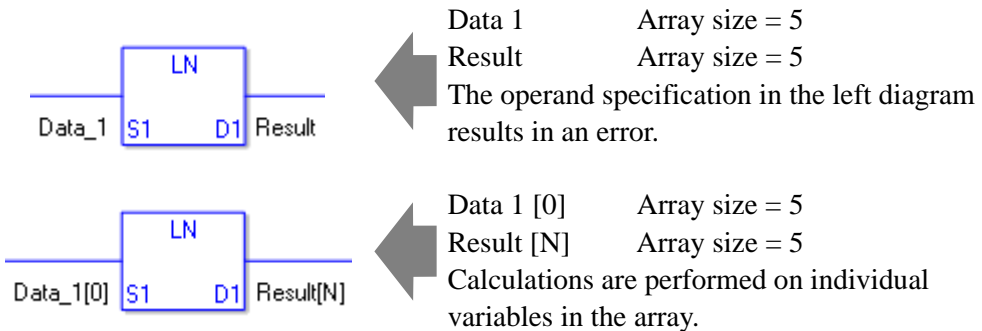 LN
Data_1 S1 D1 Result
Data 1 Array size = 5
Result Array size = 5
The operand specification in the left diagram
results in an error.
LN
Data_1[0] S1 D1 Result[N]
Data 1 [0] Array size = 5
Result [N] Array size = 5
Calculations are performed on individual
variables in the array.